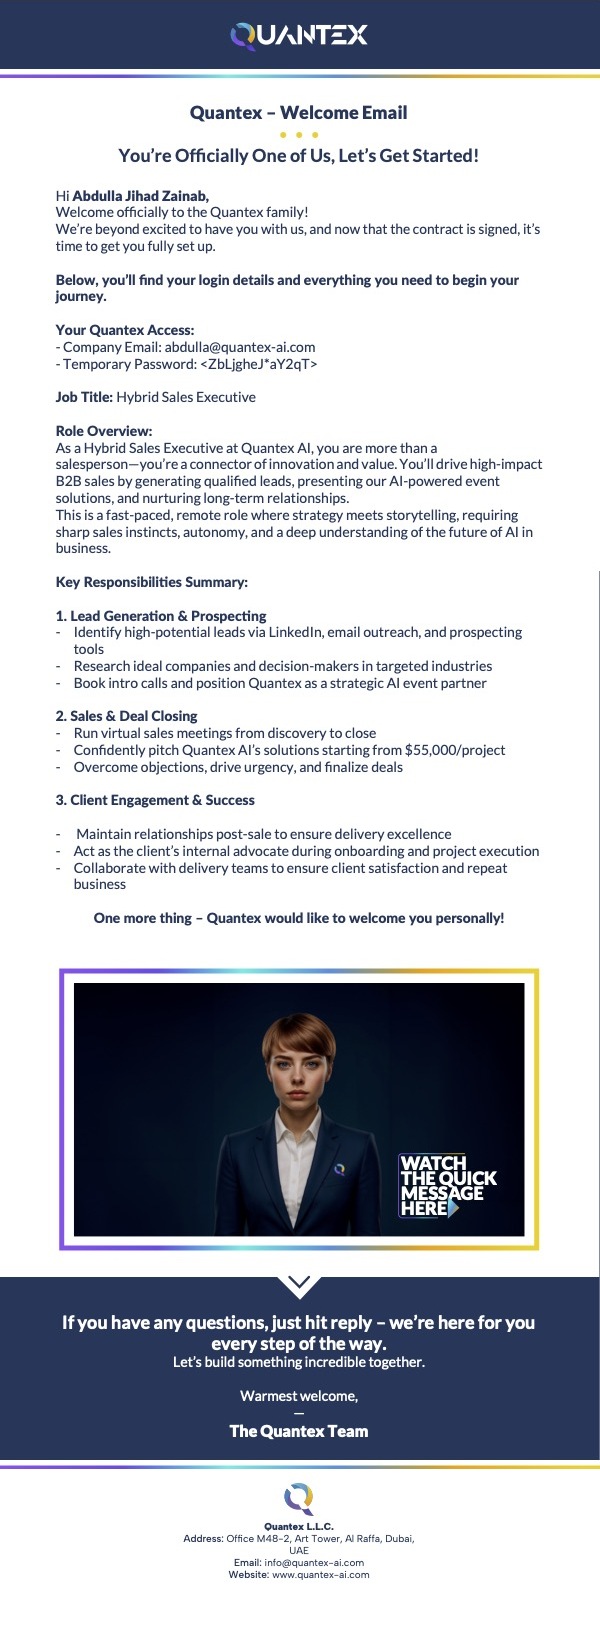 QUANTEX
Quantex – Welcome Email
You’re Officially One of Us, Let’s Get Started!
Hi Abdulla Jihad Zainab,
Welcome officially to the Quantex family!
We’re beyond excited to have you with us, and now that the contract is signed, it’s
time to get you fully set up.
Below, you’ll find your login details and everything you need to begin your
journey.
Your Quantex Access:
- Company Email: abdulla@quantex-ai.com
- Temporary Password: <ZbLjgheJ*aY2qT>
Job Title: Hybrid Sales Executive
Role Overview:
As a Hybrid Sales Executive at Quantex AI, you are more than a
salesperson—you’re a connector of innovation and value. You’ll drive high-impact
B2B sales by generating qualified leads, presenting our AI-powered event
solutions, and nurturing long-term relationships.
This is a fast-paced, remote role where strategy meets storytelling, requiring
sharp sales instincts, autonomy, and a deep understanding of the future of AI in
business.
Key Responsibilities Summary:
1. Lead Generation & Prospecting
- Identify high-potential leads via LinkedIn, email outreach, and prospecting
tools
- Research ideal companies and decision-makers in targeted industries
- Book intro calls and position Quantex as a strategic AI event partner
2. Sales & Deal Closing
- Run virtual sales meetings from discovery to close
- Confidently pitch Quantex AI’s solutions starting from $55,000/project
- Overcome objections, drive urgency, and finalize deals
3. Client Engagement & Success
- Maintain relationships post-sale to ensure delivery excellence
- Act as the client’s internal advocate during onboarding and project execution
- Collaborate with delivery teams to ensure client satisfaction and repeat
business
One more thing – Quantex would like to welcome you personally!
WATCH
THE QUICK
MESSAGE
HERE
If you have any questions, just hit reply – we’re here for you
every step of the way.
Let’s build something incredible together.
Warmest welcome,
—
The Quantex Team
Quantex L.L.C.
Address: Office M48-2, Art Tower, Al Raffa, Dubai,
UAE
Email: info@quantex-ai.com
Website: www.quantex-ai.com